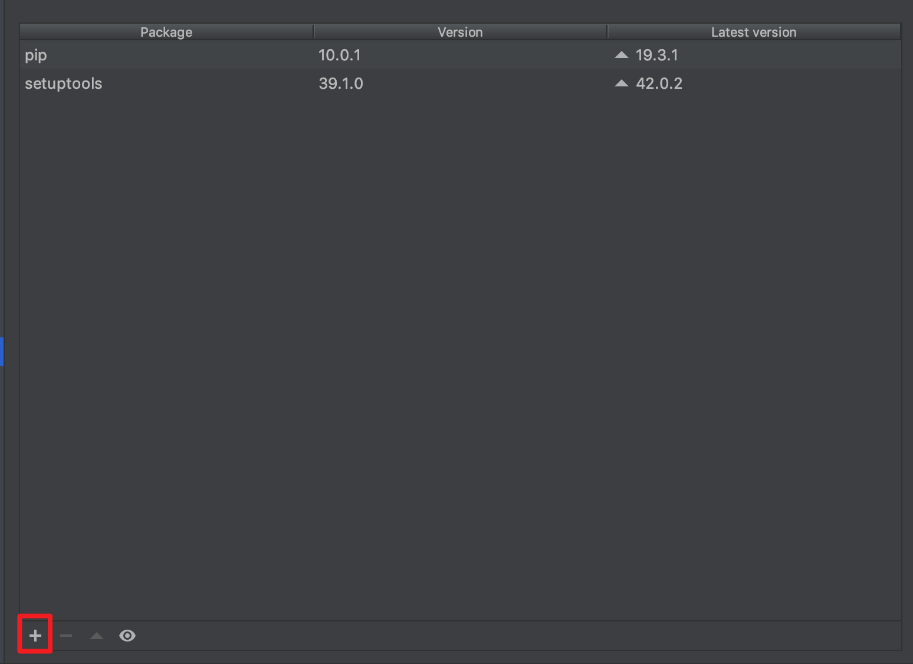 Package Version Latest version
pip 10.0.1 19.3.1
setuptools 39.1.0 42.0.2